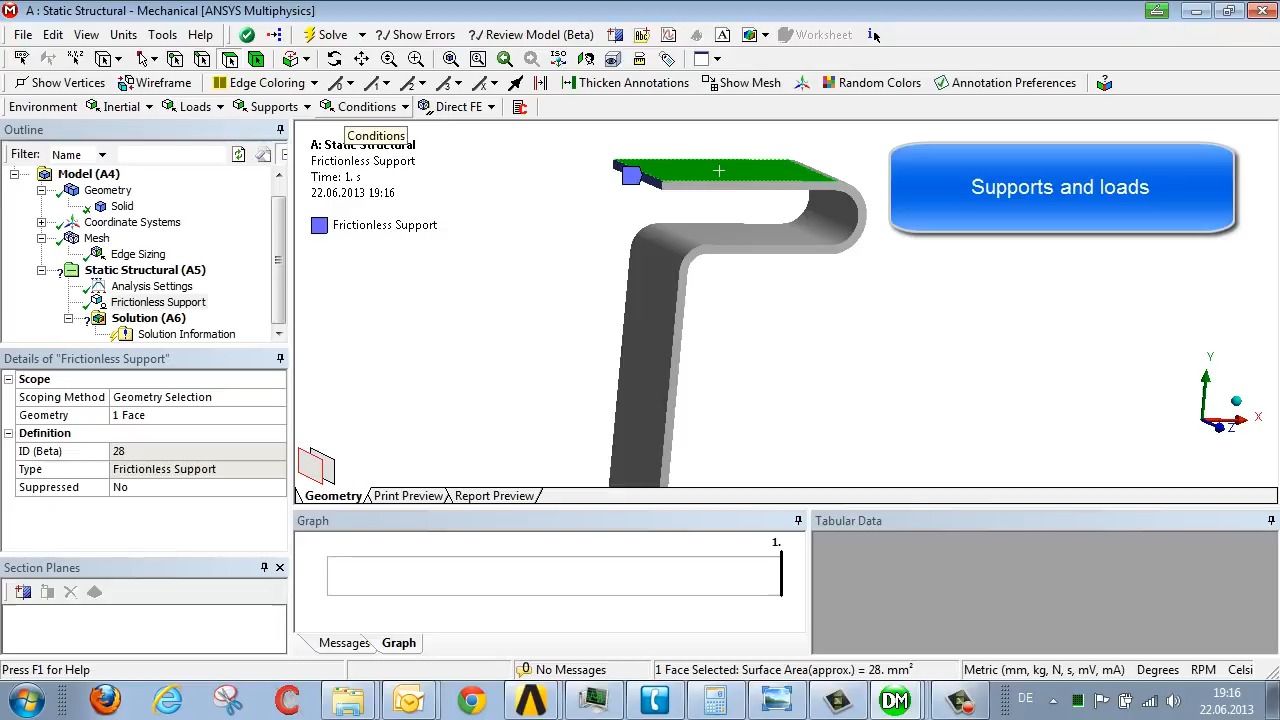 A : Static Structural - Mechanical [ANSYS Multiphysics]
File Edit View Units Tools Help Solve ?/ Show Errors ?/ Review Model (Beta) A Worksheet i
Show Vertices Wireframe Edge Coloring Thicken Annotations Show Mesh Random Colors Annotation Preferences
Environment Inertial Loads Supports Conditions Direct FE
Outline
Filter: Name
Model (A4)
Geometry
Solid
Coordinate Systems
Mesh
Edge Sizing
Static Structural (A5)
Analysis Settings
Frictionless Support
Solution (A6)
Solution Information
Details of "Frictionless Support"
Scope
Scoping Method Geometry Selection
Geometry 1 Face
Definition
ID (Beta) 28
Type Frictionless Support
Suppressed No
Section Planes
Conditions
A: Static Structural
Frictionless Support
Time: 1. s
22.06.2013 19:16
Frictionless Support
Supports and loads
Y
X
Z
Geometry Print Preview Report Preview
Graph
1.
Messages Graph
Tabular Data
Press F1 for Help 0 No Messages 1 Face Selected: Surface Area(approx.) = 28. mm² Metric (mm, kg, N, s, mV, mA) Degrees RPM Celsi
DM DE 19:16
22.06.2013